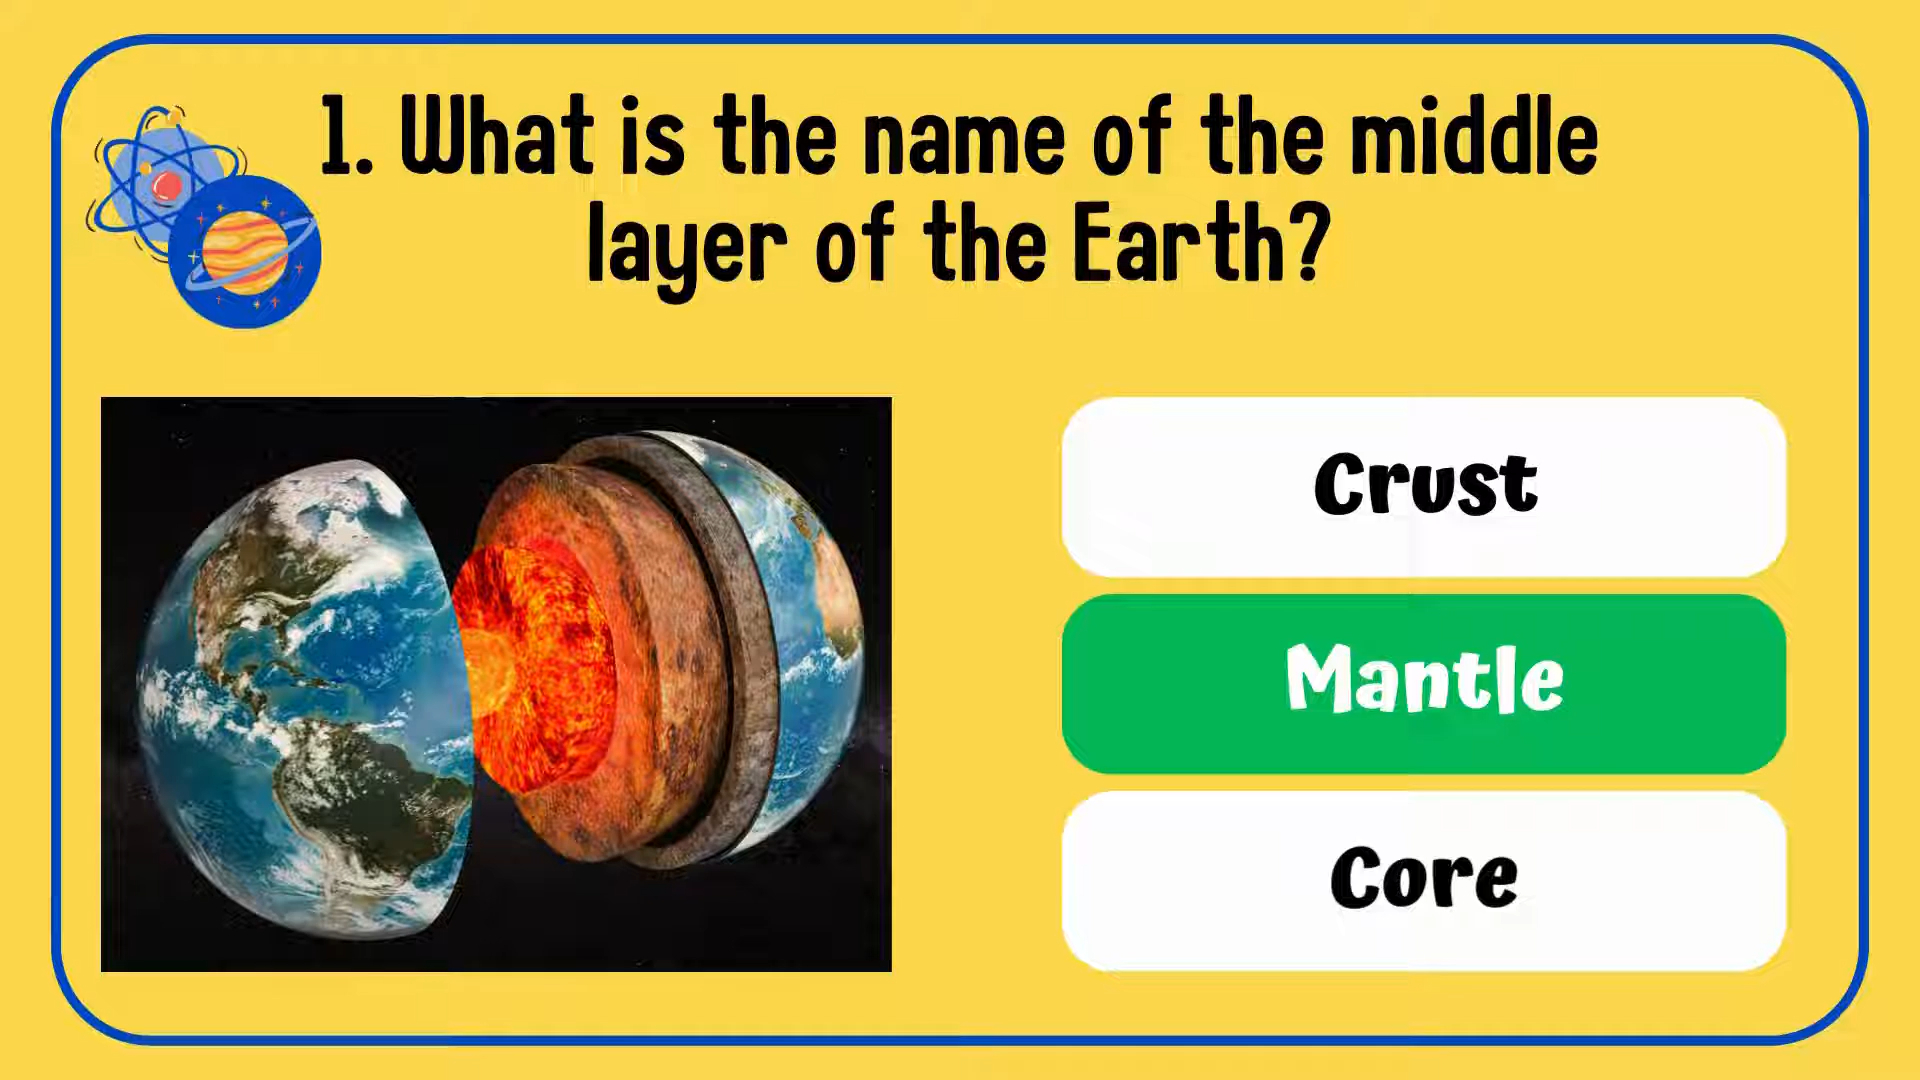 1. What is the name of the middle
layer of the Earth?
Crust
Mantle
Core